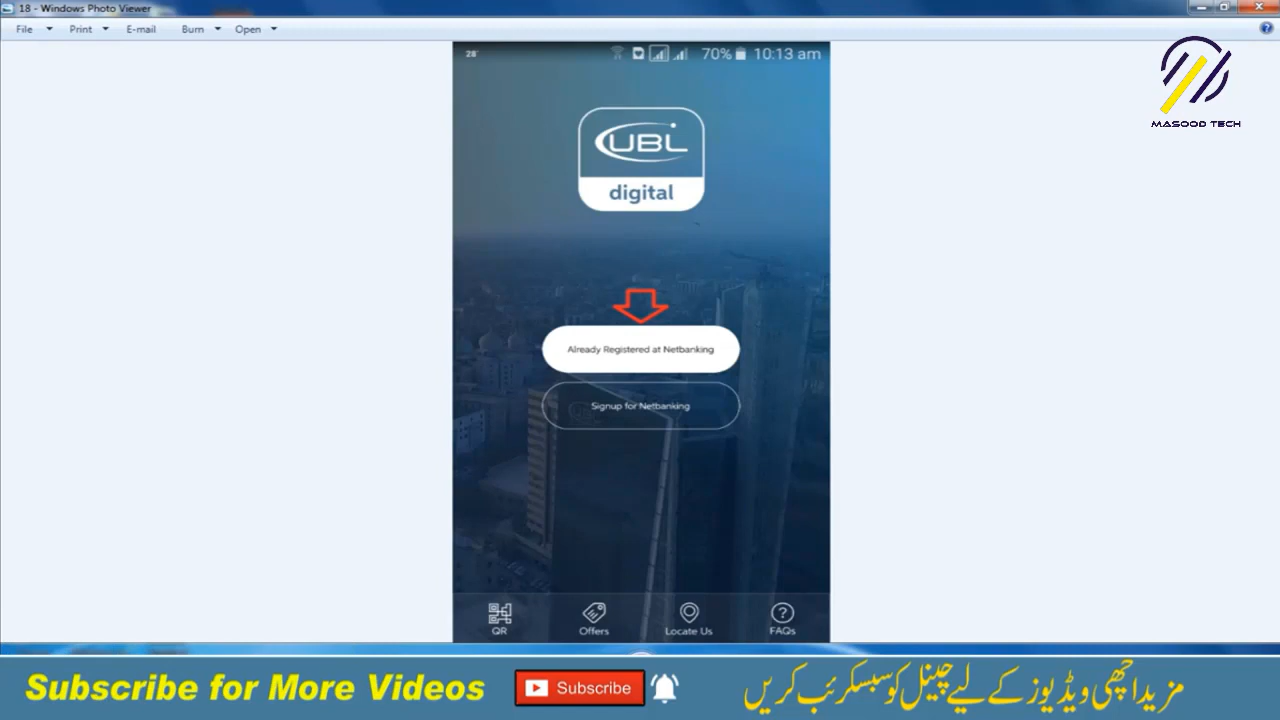 18 - Windows Photo Viewer
File Print E-mail Burn Open
28°
70% 10:13 am
UBL
digital
MASOOD TECH
Already Registered at Netbanking
Signup for Netbanking
QR Offers Locate Us FAQs
Subscribe for More Videos
Subscribe
مزید اچھی ویڈیوز کے لیے چینل کو سبسکرائب کریں